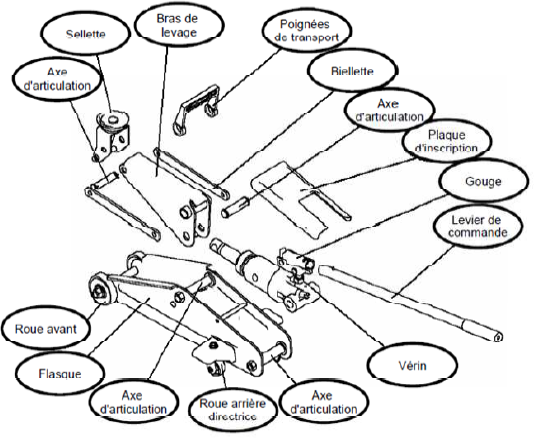 Bras de
levage
Sellette
Poignées
de transport
Axe
d'articulation
Biellette
Axe
d'articulation
Plaque
d'inscription
Gouge
Levier de
commande
Roue avant
Vérin
Flasque
Axe
d'articulation
Roue arrière
directrice
Axe
d'articulation